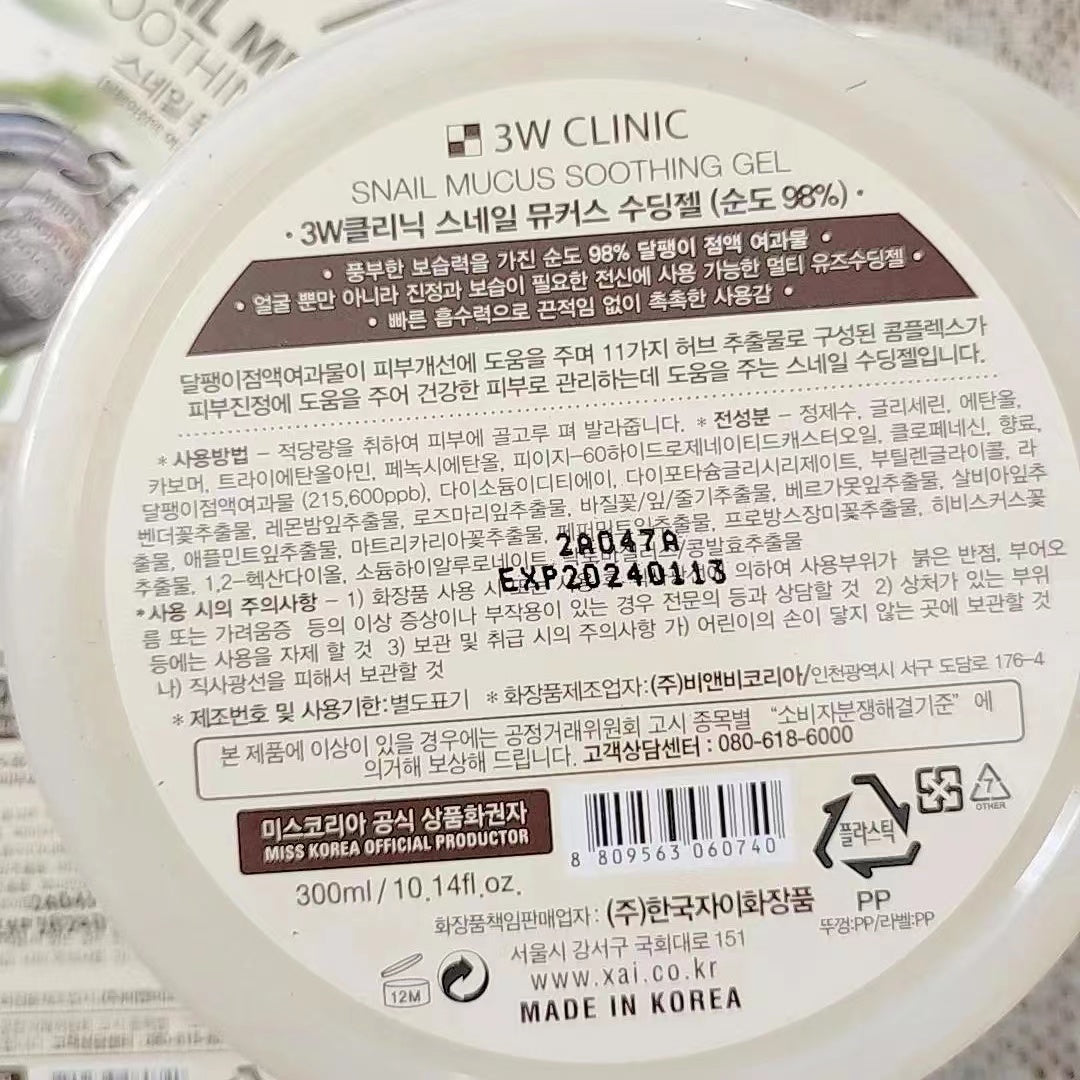 3W CLINIC
SNAIL MUCUS SOOTHING GEL
· 3W클리닉 스네일 뮤커스 수딩젤 (순도 98%) ·
• 풍부한 보습력을 가진 순도 98% 달팽이 점액 여과물 •
• 얼굴 뿐만 아니라 진정과 보습이 필요한 전신에 사용 가능한 멀티 유즈수딩젤 •
• 빠른 흡수력으로 끈적임 없이 촉촉한 사용감 •
달팽이점액여과물이 피부개선에 도움을 주며 11가지 허브 추출물로 구성된 콤플렉스가
피부진정에 도움을 주어 건강한 피부로 관리하는데 도움을 주는 스네일 수딩젤입니다.
* 사용방법 - 적당량을 취하여 피부에 골고루 펴 발라줍니다. * 전성분 - 정제수, 글리세린, 에탄올,
카보머, 트라이에탄올아민, 페녹시에탄올, 피이지-60하이드로제네이티드캐스터오일, 클로페네신, 향료,
달팽이점액여과물 (215,600ppb), 다이소듐이디티에이, 다이포타슘글리시리제이트, 부틸렌글라이콜, 라
벤더꽃추출물, 레몬밤잎추출물, 로즈마리잎추출물, 바질꽃/잎/줄기추출물, 베르가못잎추출물, 살비아잎추
출물, 애플민트잎추출물, 마트리카리아꽃추출물, 페퍼민트잎추출물, 프로방스장미꽃추출물, 히비스커스꽃
추출물, 1,2-헥산다이올, 소듐하이알루로네이트, /콩발효추출물
2A047A
EXP20240113
*사용 시의 주의사항 - 1) 화장품 사용 시 의하여 사용부위가 붉은 반점, 부어오
름 또는 가려움증 등의 이상 증상이나 부작용이 있는 경우 전문의 등과 상담할 것 2) 상처가 있는 부위
등에는 사용을 자제 할 것 3) 보관 및 취급 시의 주의사항 가) 어린이의 손이 닿지 않는 곳에 보관할 것
나) 직사광선을 피해서 보관할 것
* 제조번호 및 사용기한:별도표기 * 화장품제조업자:(주)비앤비코리아/인천광역시 서구 도담로 176-4
본 제품에 이상이 있을 경우에는 공정거래위원회 고시 종목별 “소비자분쟁해결기준” 에
의거해 보상해 드립니다. 고객상담센터 : 080-618-6000
미스코리아 공식 상품화권자
MISS KOREA OFFICIAL PRODUCTOR
8 809563 060740
플라스틱
7
OTHER
PP
뚜껑:PP/라벨:PP
300ml / 10.14fl.oz.
화장품책임판매업자: (주)한국자이화장품
서울시 강서구 국회대로 151
www.xai.co.kr
12M
MADE IN KOREA